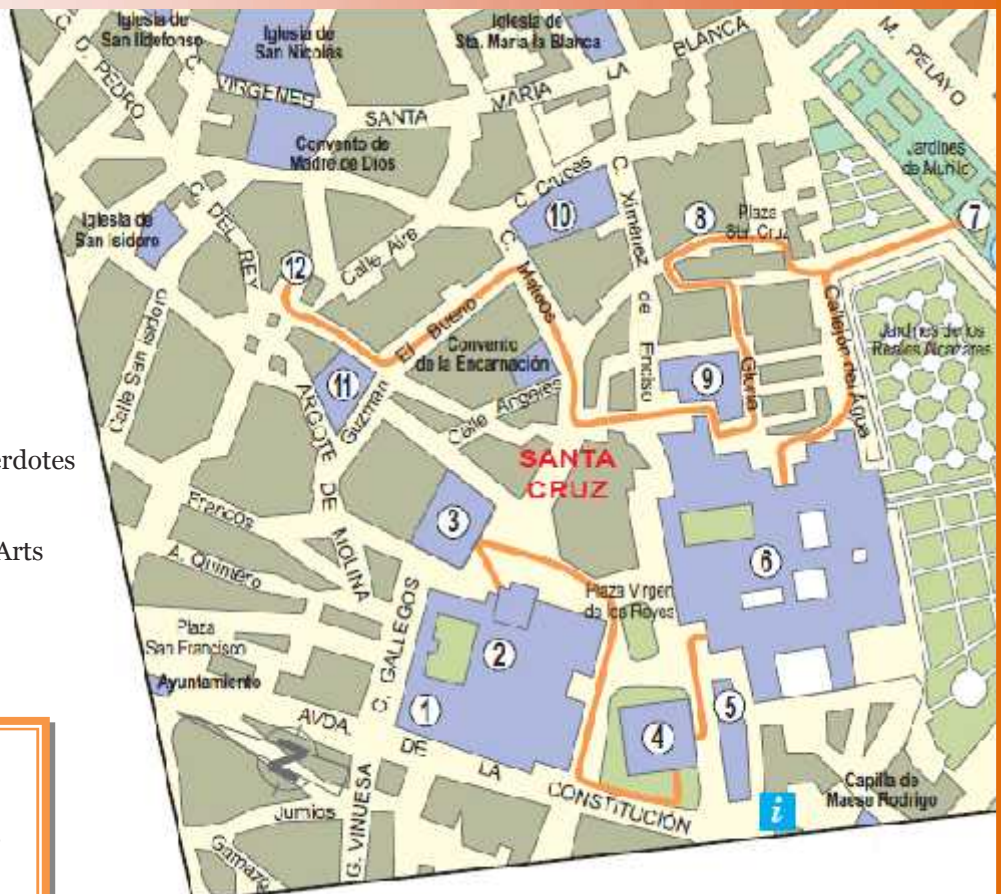 Iglesia de
San Ildefonso
Iglesia de
San Nicolás
Iglesia de
Sta. Maria la Blanca
C. D. PEDRO
C.
VIRGENES
SANTA
MARIA
LA
BLANCA
M. PELAYO
Convento de
Madre de Dios
Jardines
de Murillo
C. Cruces
C. Ximénez
de
Enciso
10
8
Plaza
Sta. Cruz
7
Iglesia de
San Isidoro
C. DEL REY
12
Calle Aire
C. Mateos
Callejón del Agua
Calle San Isidoro
El Bueno
Guzmán
Convento
de la Encarnación
Jardines de los
Reales Alcázares
11
9
Gloria
ARGOTE
DE
MOLINA
Calle Angeles
SANTA
CRUZ
erdotes
Arts
Francos
3
A. Quintero
6
Plaza
San Francisco
C. GALLEGOS
Plaza Virgen
de los Reyes
2
Ayuntamiento
1
5
4
AVDA.
DE
LA
CONSTITUCIÓN
N
Jumios
G. VINUESA
Gamazo
i
Capilla de
Maese Rodrigo